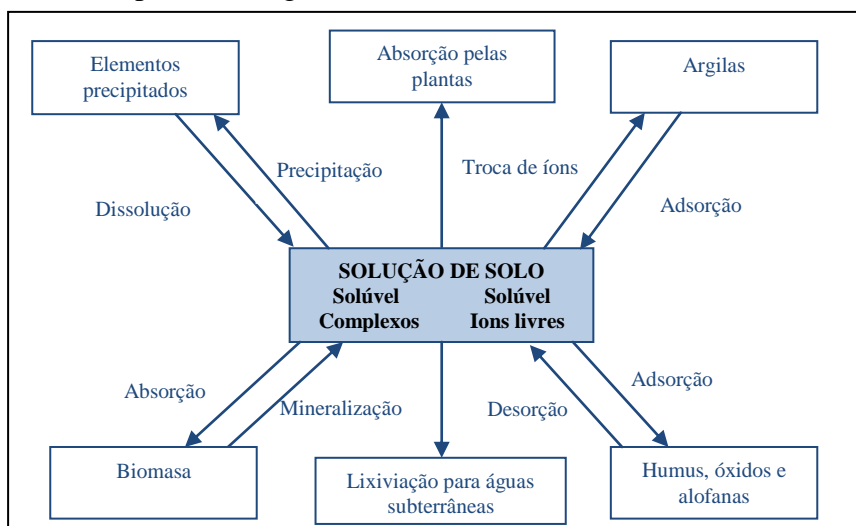 Elementos
precipitados
Absorção pelas
plantas
Argilas
Precipitação
Troca de íons
Dissolução
Adsorção
SOLUÇÃO DE SOLO
Solúvel Solúvel
Complexos Ions livres
Absorção
Mineralização
Desorção
Adsorção
Biomasa
Lixiviação para águas
subterrâneas
Humus, óxidos e
alofanas